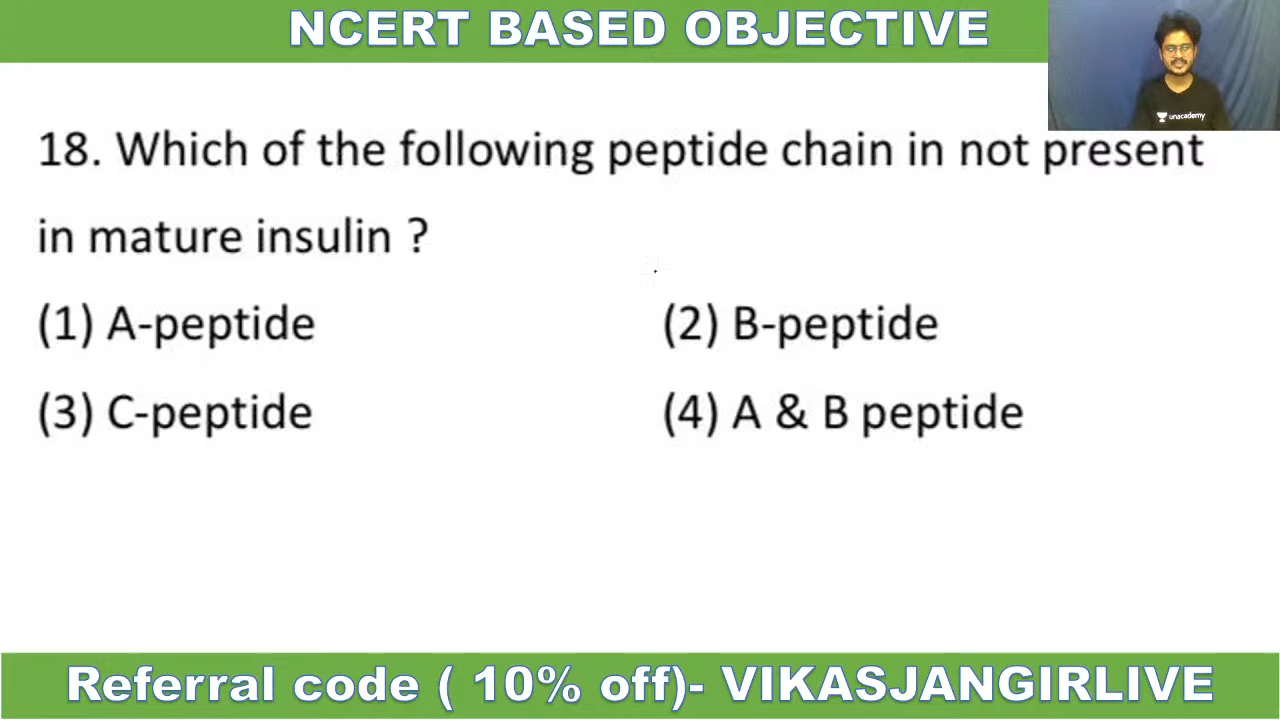 NCERT BASED OBJECTIVE
unacademy
18. Which of the following peptide chain in not present
in mature insulin ?
(1) A-peptide (2) B-peptide
(3) C-peptide (4) A & B peptide
Referral code ( 10% off)- VIKASJANGIRLIVE